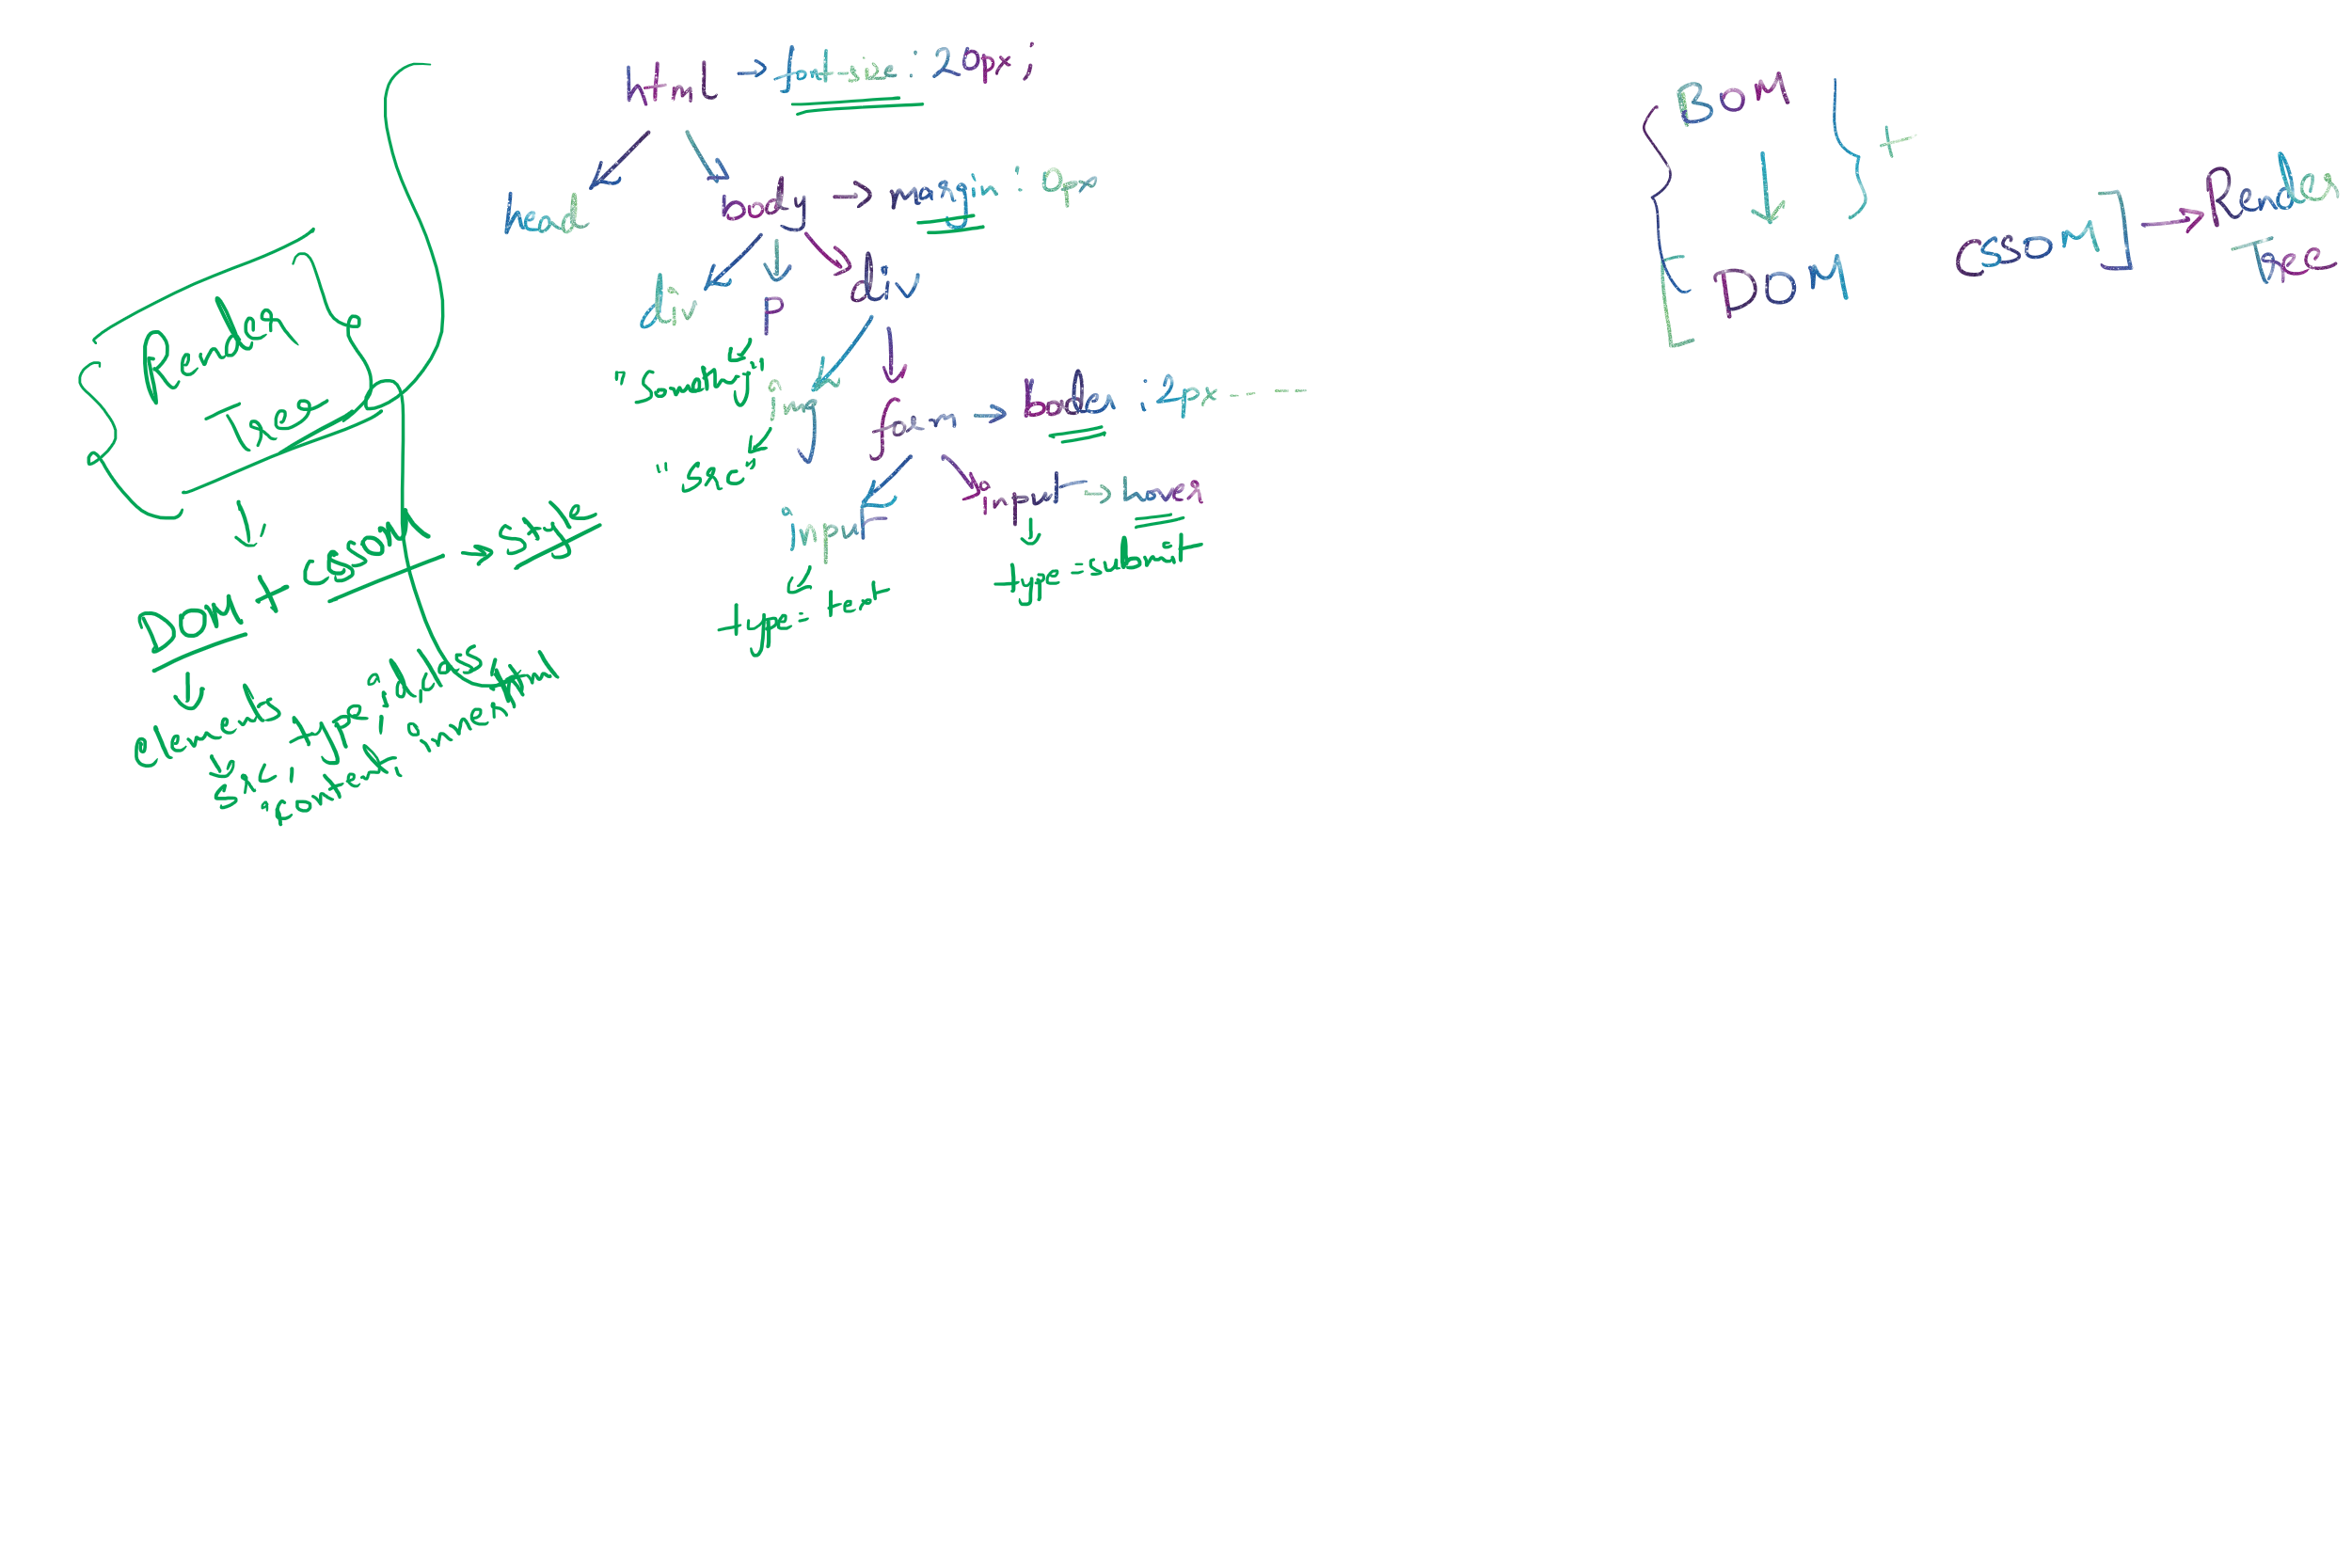 html → font-size : 20px;
head
body → margin : 0px
div
p
div
"Somethg"
img
form → border : 2px - - - -
"src"
input
input → hover
type = text
type = submit
Render
Tree
DOM + CSSOM → style
elements
src, type, id, class
content, innerHtml
BOM
+
DOM
CSSOM ] → Render
Tree